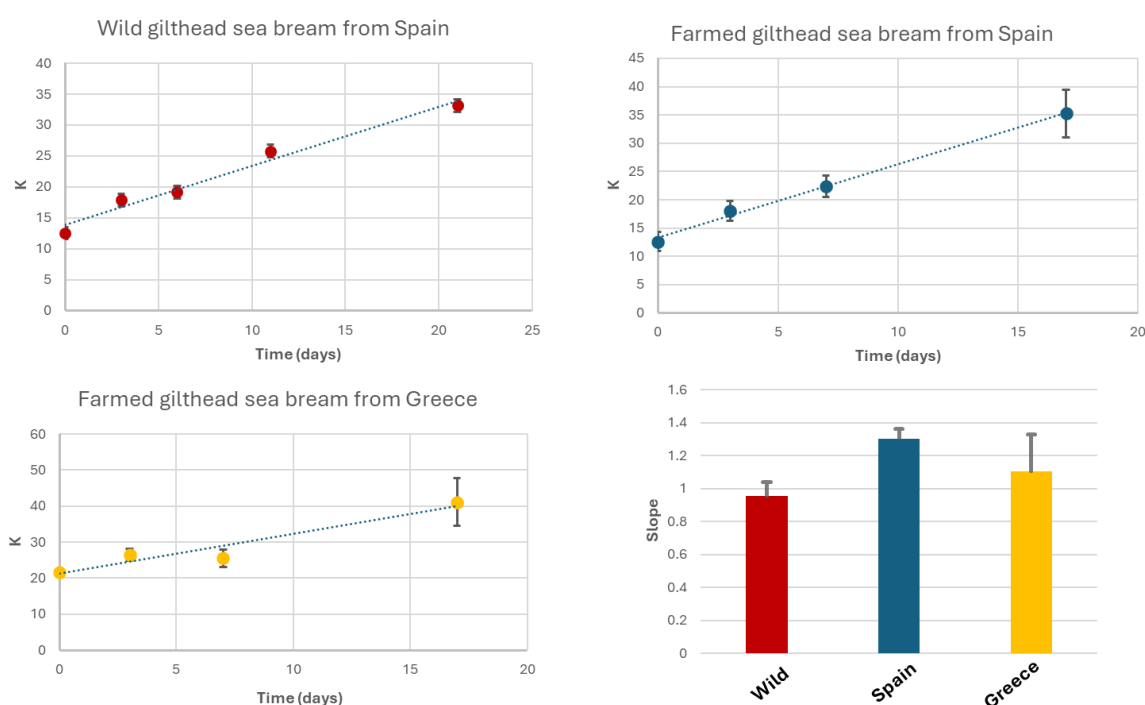 Wild gilthead sea bream from Spain
40
35
30
25
20
15
10
5
0
K
0 5 10 15 20 25
Time (days)
Farmed gilthead sea bream from Spain
45
40
35
30
25
20
15
10
5
0
K
0 5 10 15 20
Time (days)
Farmed gilthead sea bream from Greece
60
50
40
30
20
10
0
K
0 5 10 15 20
Time (days)
1.6
1.4
1.2
1
0.8
0.6
0.4
0.2
0
Slope
Wild Spain Greece